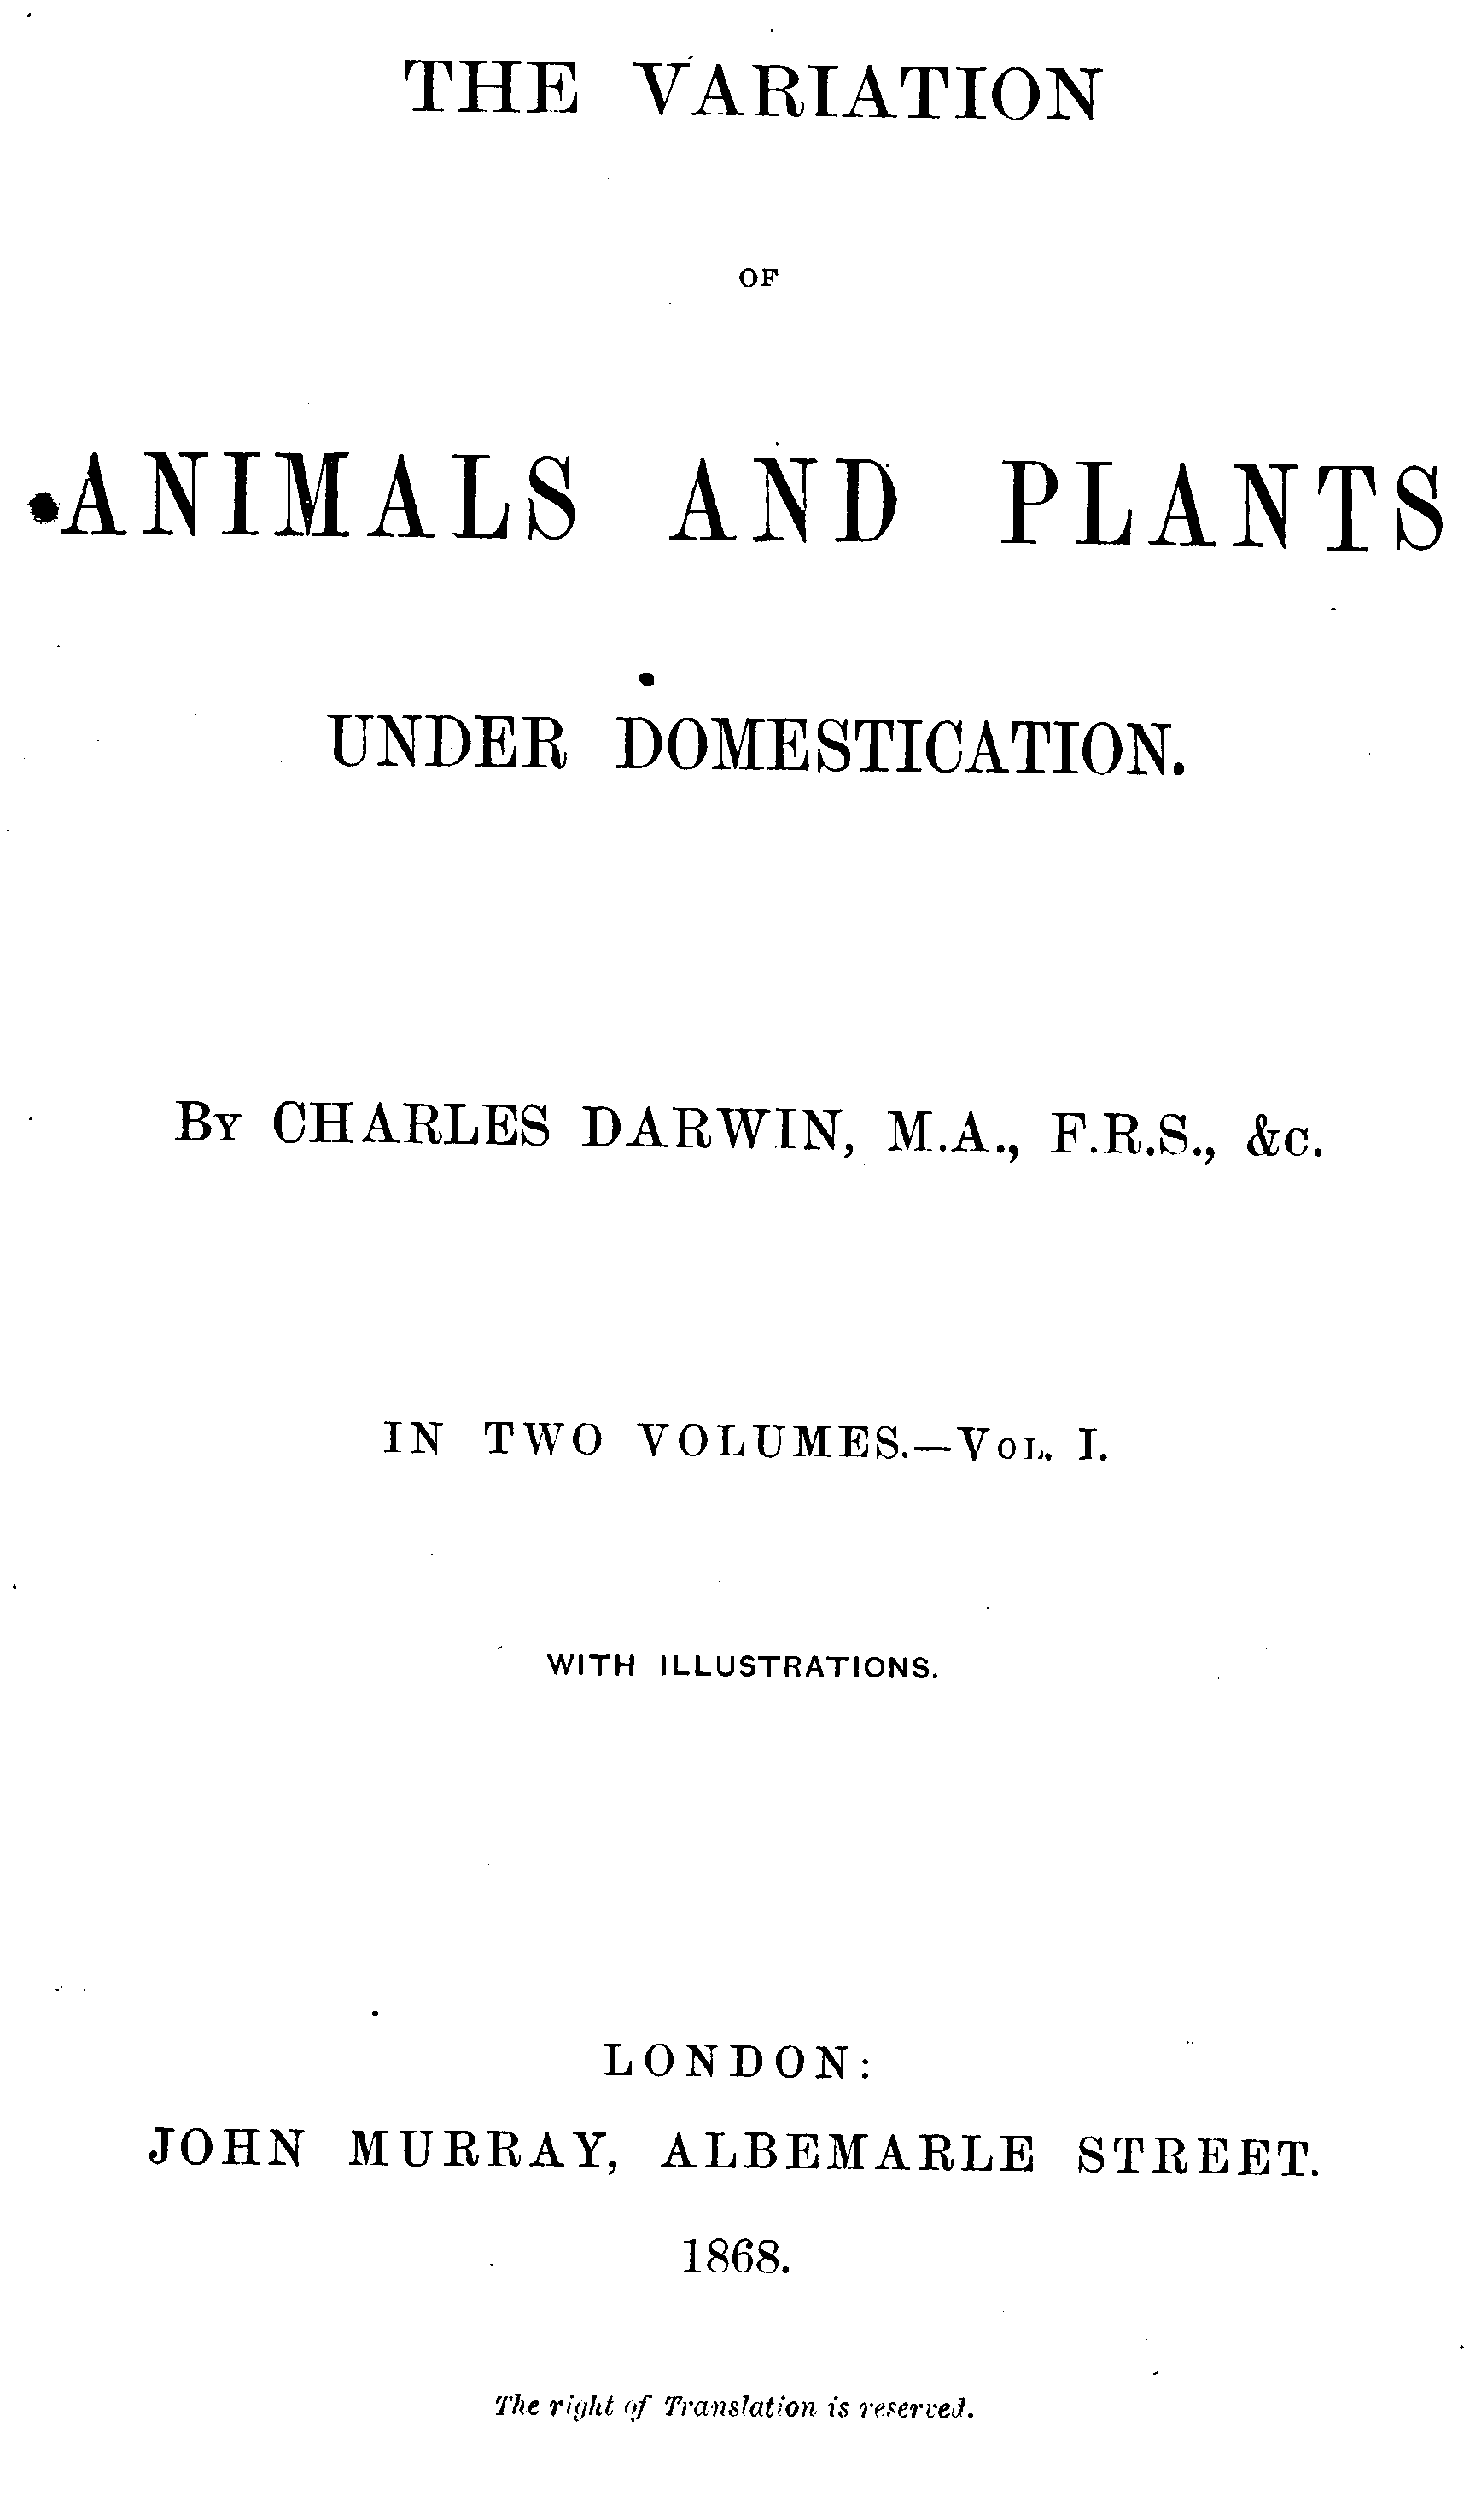 THE VARIATION
OF
ANIMALS AND PLANTS
UNDER DOMESTICATION.
By CHARLES DARWIN, M.A., F.R.S., &c.
IN TWO VOLUMES.—Vol. I.
WITH ILLUSTRATIONS.
LONDON:
JOHN MURRAY, ALBEMARLE STREET.
1868.
The right of Translation is reserved.